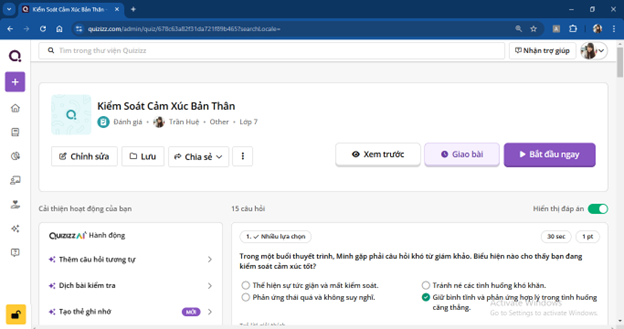 Kiểm Soát Cảm Xúc Bản Thân -
quizizz.com/admin/quiz/678c63a82f31da721f89b465?searchLocale=
Tìm trong thư viện Quizizz
Nhận trợ giúp
Kiểm Soát Cảm Xúc Bản Thân
Đánh giá • Trần Huệ • Other • Lớp 7
Chỉnh sửa Lưu Chia sẻ
Xem trước Giao bài Bắt đầu ngay
Cải thiện hoạt động của bạn
15 câu hỏi
Hiển thị đáp án
Quizizz AI Hành động
Thêm câu hỏi tương tự
Dịch bài kiểm tra
Tạo thẻ ghi nhớ MỚI
1. ✓ Nhiều lựa chọn
30 sec
1 pt
Trong một buổi thuyết trình, Minh gặp phải câu hỏi khó từ giám khảo. Biểu hiện nào cho thấy bạn đang
kiểm soát cảm xúc tốt?
Thể hiện sự tức giận và mất kiểm soát.
Tránh né các tình huống khó khăn.
Phản ứng thái quá và không suy nghĩ.
Giữ bình tĩnh và phản ứng hợp lý trong tình huống
căng thẳng.
Activate Windows
Go to Settings to activate Windows.